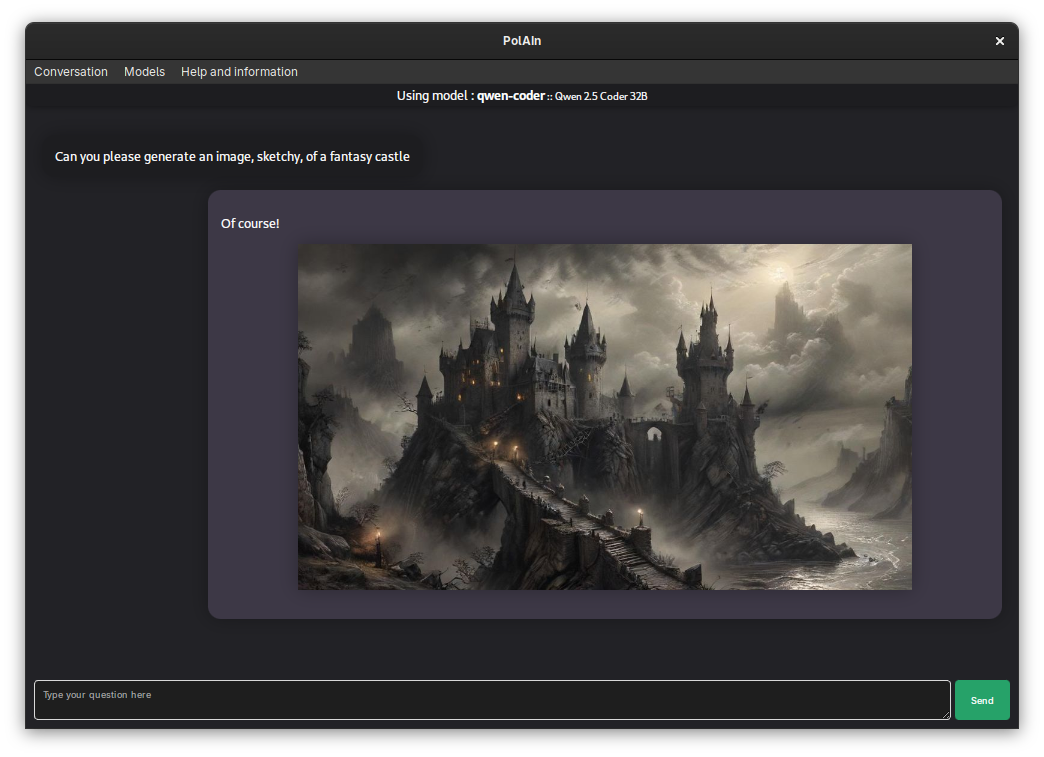 PolAIn
Conversation Models Help and information
Using model : qwen-coder :: Qwen 2.5 Coder 32B
Can you please generate an image, sketchy, of a fantasy castle
Of course!
Type your question here
Send